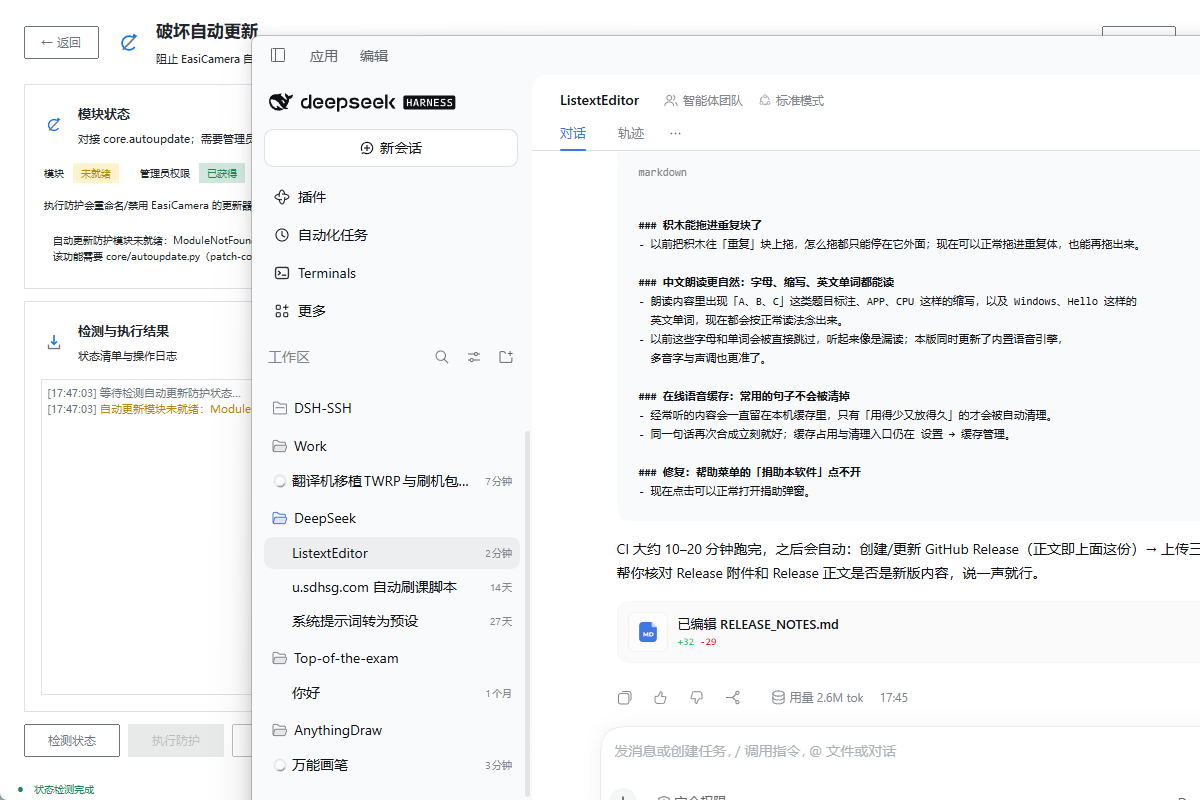 ← 返回
破坏自动更新
阻止 EasiCamera 自
模块状态
对接 core.autoupdate；需要管理员
模块 未就绪 管理员权限 已获得
执行防护会重命名/禁用 EasiCamera 的更新器
自动更新防护模块未就绪：ModuleNotFoun
该功能需要 core/autoupdate.py（patch-co
检测与执行结果
状态清单与操作日志
[17:47:03] 等待检测自动更新防护状态...
[17:47:03] 自动更新模块未就绪：Module
检测状态 执行防护
状态检测完成
应用 编辑
deepseek HARNESS
新会话
插件
自动化任务
Terminals
更多
工作区
DSH-SSH
Work
翻译机移植TWRP与刷机包... 7分钟
DeepSeek
ListextEditor 2分钟
u.sdhsg.com 自动刷课脚本 14天
系统提示词转为预设 27天
Top-of-the-exam
你好 1个月
AnythingDraw
万能画笔 3分钟
ListextEditor 智能体团队 标准模式
对话 轨迹 ···
markdown
### 积木能拖进重复块了
- 以前把积木往「重复」块上拖，怎么拖都只能停在它外面；现在可以正常拖进重复体，也能再拖出来。
### 中文朗读更自然：字母、缩写、英文单词都能读
- 朗读内容里出现「A、B、C」这类题目标注、APP、CPU 这样的缩写，以及 Windows、Hello 这样的
英文单词，现在都会按正常读法念出来。
- 以前这些字母和单词会被直接跳过，听起来像是漏读；本版同时更新了内置语音引擎，
多音字与声调也更准了。
### 在线语音缓存：常用的句子不会被清掉
- 经常听的内容会一直留在本机缓存里，只有「用得少又放得久」的才会被自动清理。
- 同一句话再次合成立刻就好；缓存占用与清理入口仍在 设置 → 缓存管理。
### 修复：帮助菜单的「捐助本软件」点不开
- 现在点击可以正常打开捐助弹窗。
CI 大约 10–20 分钟跑完，之后会自动：创建/更新 GitHub Release（正文即上面这份）→ 上传三
帮你核对 Release 附件和 Release 正文是否是新版内容，说一声就行。
MD
已编辑 RELEASE_NOTES.md
+32 -29
用量 2.6M tok 17:45
发消息或创建任务, / 调用指令, @ 文件或对话